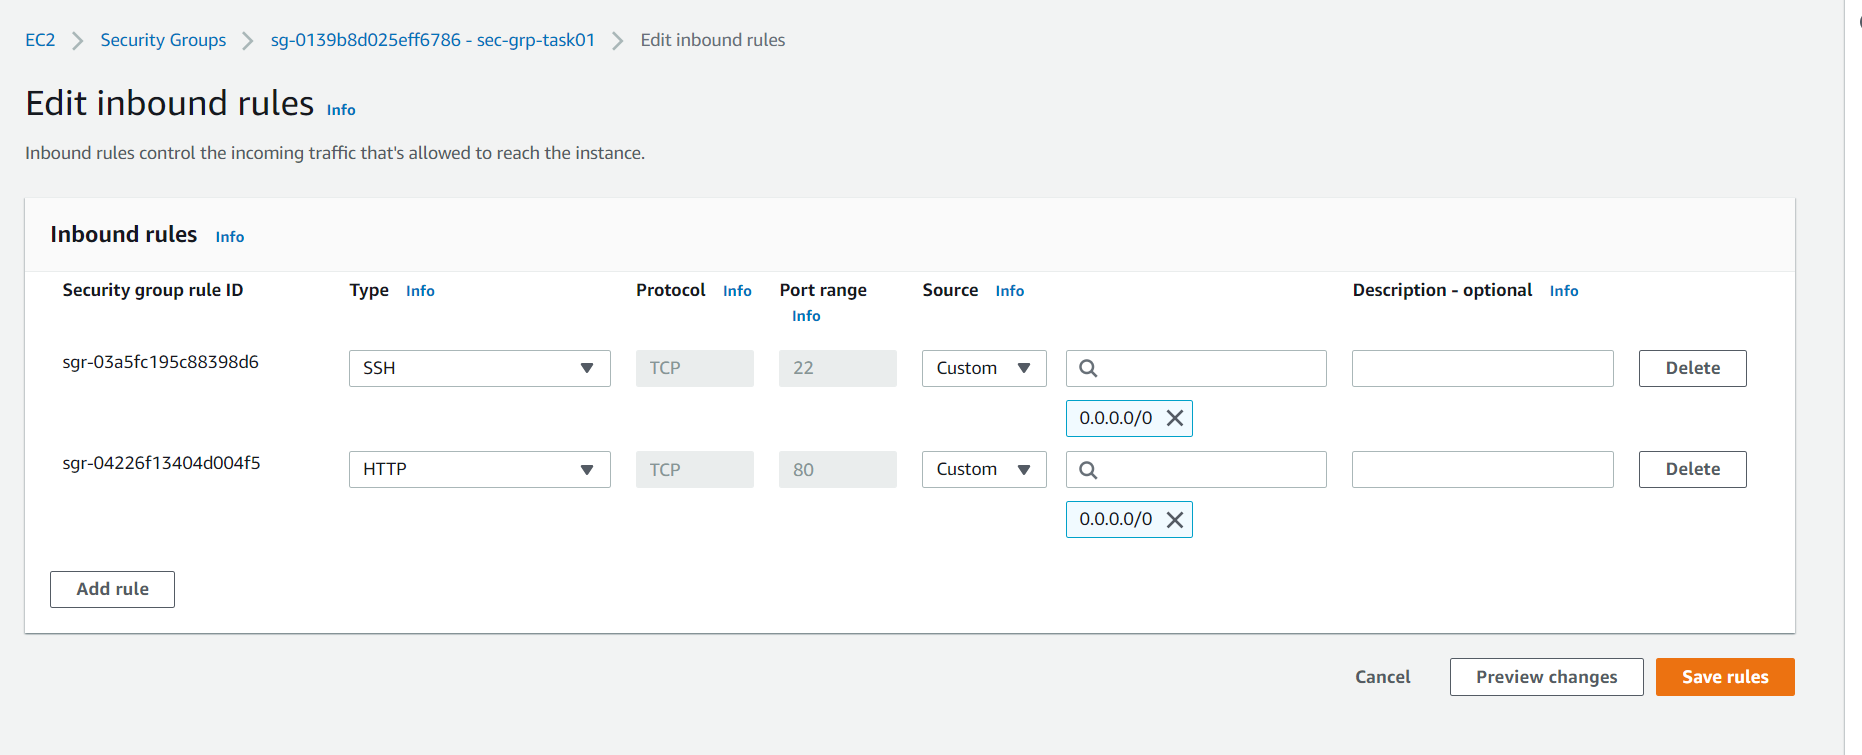 EC2 > Security Groups > sg-0139b8d025eff6786 - sec-grp-task01 > Edit inbound rules
Edit inbound rules Info
Inbound rules control the incoming traffic that's allowed to reach the instance.
Inbound rules Info
Security group rule ID Type Info Protocol Info Port range Info Source Info Description - optional Info
sgr-03a5fc195c88398d6 SSH TCP 22 Custom Delete
0.0.0.0/0
sgr-04226f13404d004f5 HTTP TCP 80 Custom Delete
0.0.0.0/0
Add rule
Cancel Preview changes Save rules